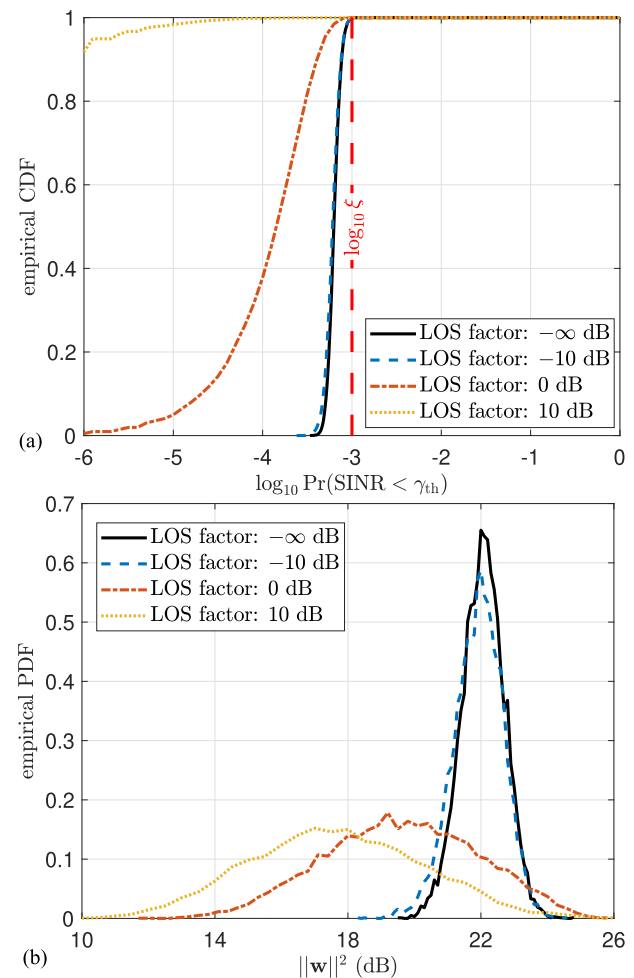 1
0.8
0.6
0.4
0.2
0
empirical CDF
log₁₀ ξ
LOS factor: −∞ dB
LOS factor: −10 dB
LOS factor: 0 dB
LOS factor: 10 dB
(a)
-6 -5 -4 -3 -2 -1 0
log₁₀ Pr(SINR < γth)
0.7
0.6
0.5
0.4
0.3
0.2
0.1
0
empirical PDF
LOS factor: −∞ dB
LOS factor: −10 dB
LOS factor: 0 dB
LOS factor: 10 dB
10 14 18 22 26
(b)
||w||² (dB)